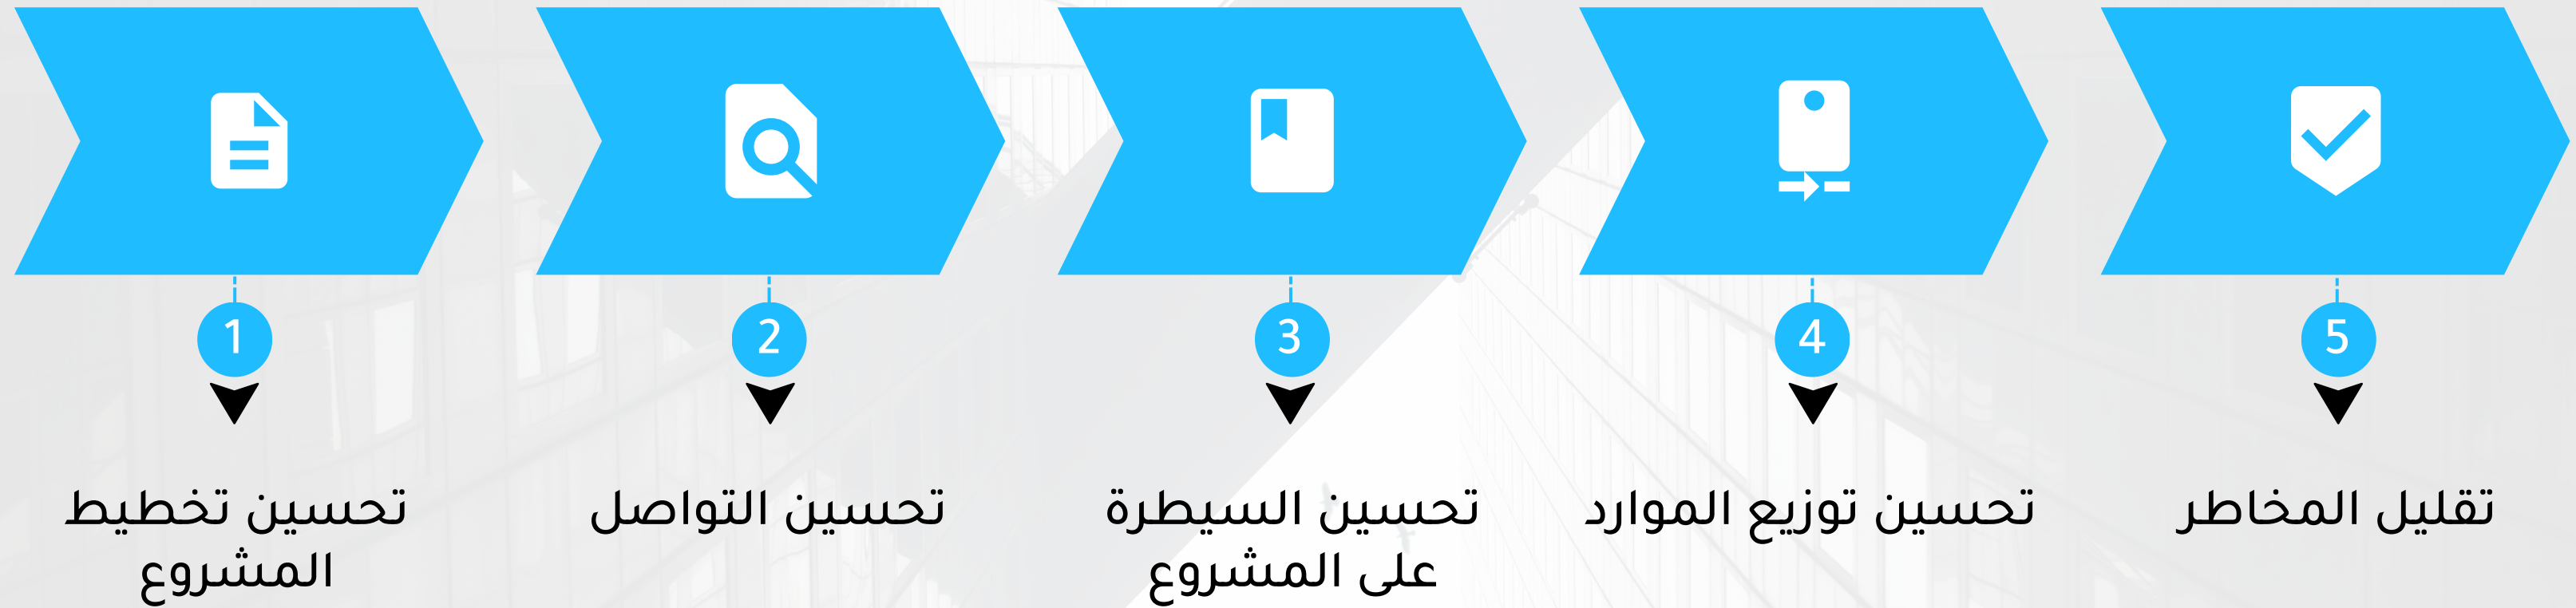 1
تحسين تخطيط
المشروع
2
تحسين التواصل
3
تحسين السيطرة
على المشروع
4
تحسين توزيع الموارد
5
تقليل المخاطر